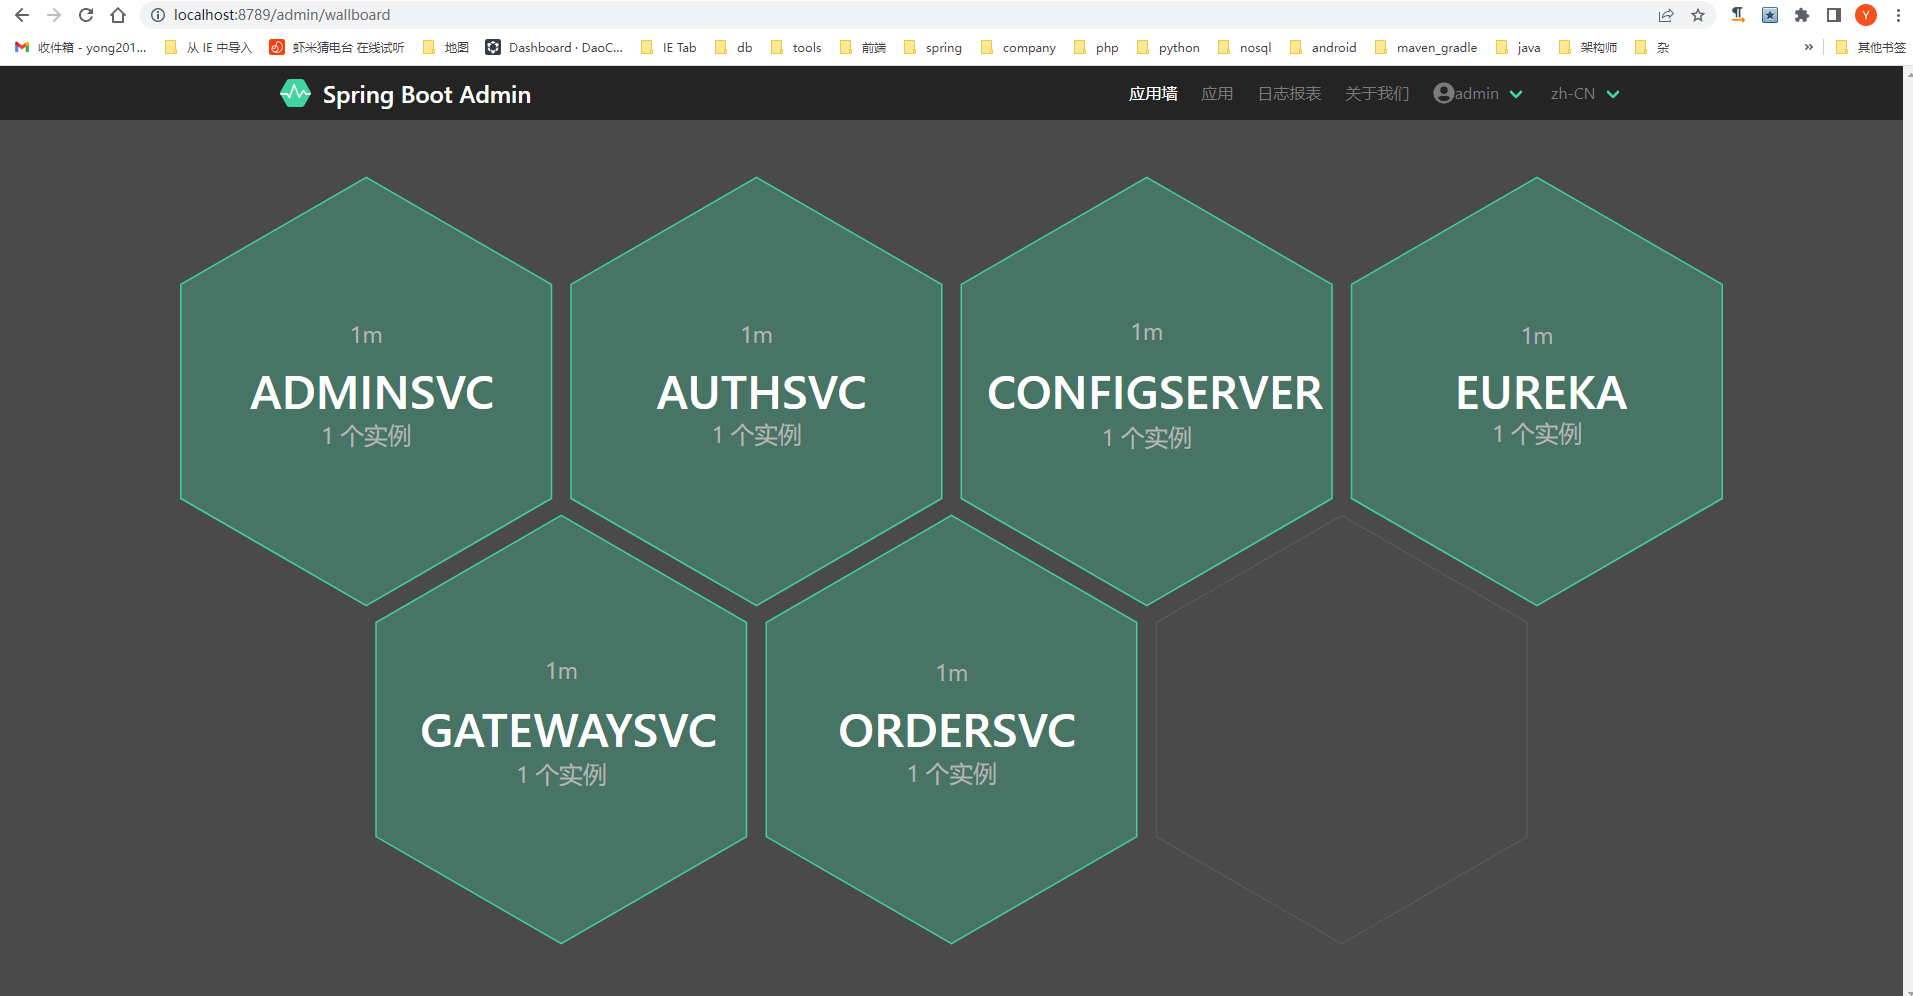 localhost:8789/admin/wallboard
Y
收件箱 - yong201... 从 IE 中导入 虾米猜电台 在线试听 地图 Dashboard · DaoC... IE Tab db tools 前端 spring company php python nosql android maven_gradle java 架构师 杂 » 其他书签
Spring Boot Admin 应用墙 应用 日志报表 关于我们 admin zh-CN
1m 1m 1m 1m
ADMINSVC AUTHSVC CONFIGSERVER EUREKA
1 个实例 1 个实例 1 个实例 1 个实例
1m 1m
GATEWAYSVC ORDERSVC
1 个实例 1 个实例